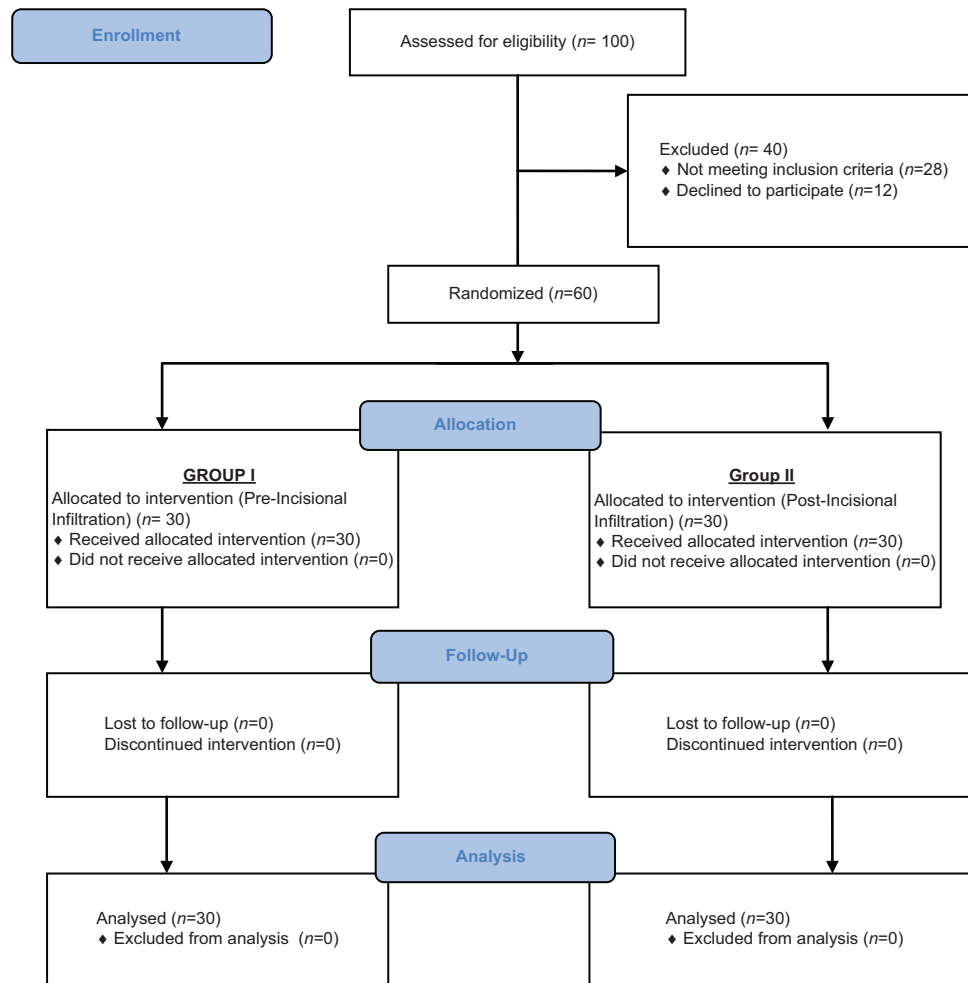 Enrollment
Assessed for eligibility (n= 100)
Excluded (n= 40)
♦ Not meeting inclusion criteria (n=28)
♦ Declined to participate (n=12)
Randomized (n=60)
Allocation
GROUP I
Allocated to intervention (Pre-Incisional
Infiltration) (n= 30)
♦ Received allocated intervention (n=30)
♦ Did not receive allocated intervention (n=0)
Group II
Allocated to intervention (Post-Incisional
Infiltration) (n=30)
♦ Received allocated intervention (n=30)
♦ Did not receive allocated intervention (n=0)
Follow-Up
Lost to follow-up (n=0)
Discontinued intervention (n=0)
Lost to follow-up (n=0)
Discontinued intervention (n=0)
Analysis
Analysed (n=30)
♦ Excluded from analysis  (n=0)
Analysed (n=30)
♦ Excluded from analysis (n=0)